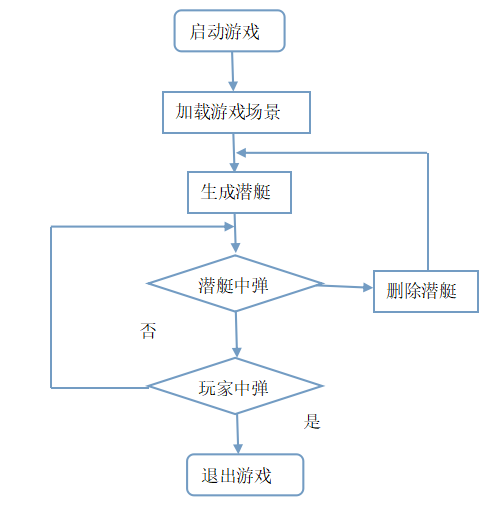 启动游戏
加载游戏场景
生成潜艇
潜艇中弹
删除潜艇
否
玩家中弹
是
退出游戏